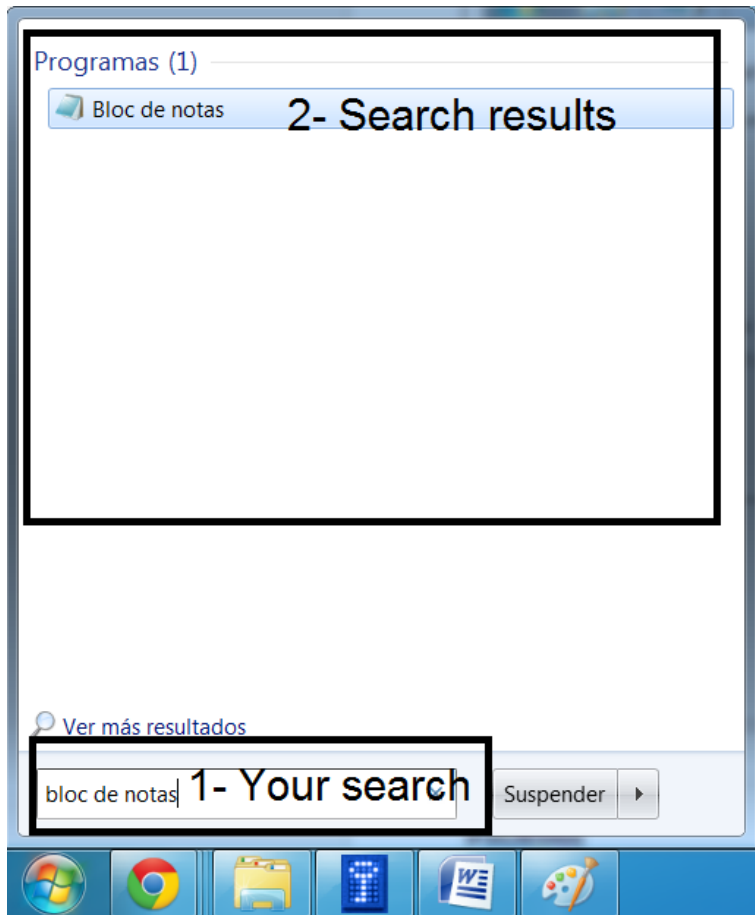 Programas (1)
Bloc de notas
2- Search results
Ver más resultados
bloc de notas
1- Your search
Suspender